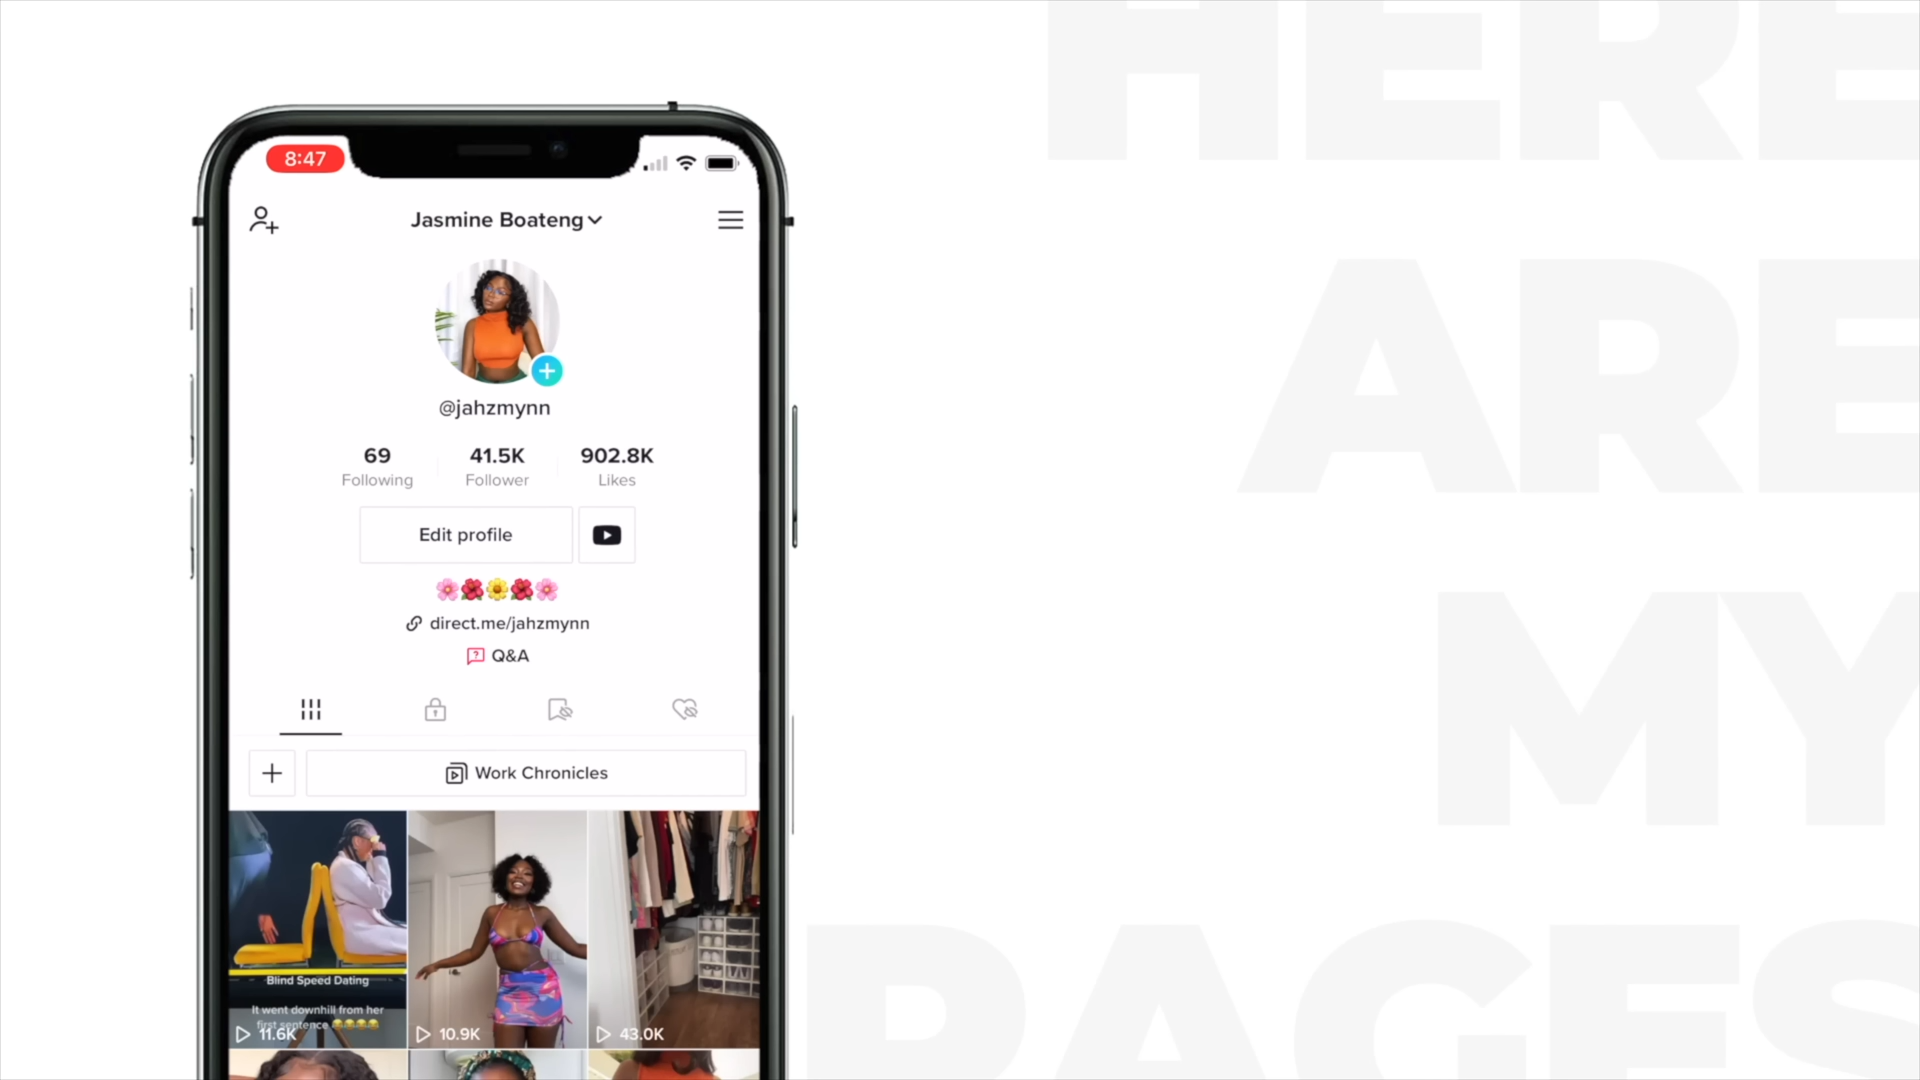 HERE
ARE
MY
PAGES
8:47
Jasmine Boateng
@jahzmynn
69 41.5K 902.8K
Following Follower Likes
Edit profile
🌸🌺🌼🌺🌸
direct.me/jahzmynn
Q&A
Work Chronicles
Blind Speed Dating
It went downhill from her
first sentence 😂😂😂😂
11.6K 10.9K 43.0K